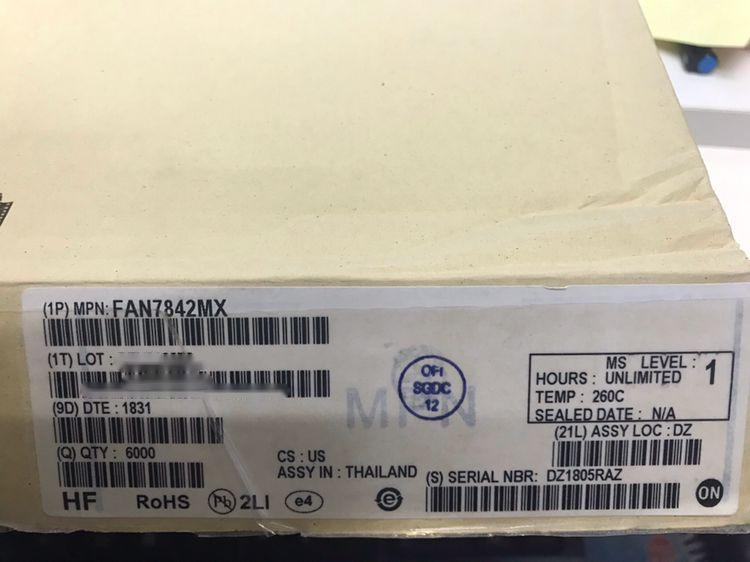 (1P) MPN: FAN7842MX
(1T) LOT :
(9D) DTE : 1831
(Q) QTY : 6000
HF RoHS Pb 2LI e4 e
CS : US
ASSY IN : THAILAND
MPN
OFI
SGDC
12
MS LEVEL : 1
HOURS : UNLIMITED
TEMP : 260C
SEALED DATE : N/A
(21L) ASSY LOC : DZ
(S) SERIAL NBR: DZ1805RAZ
ON